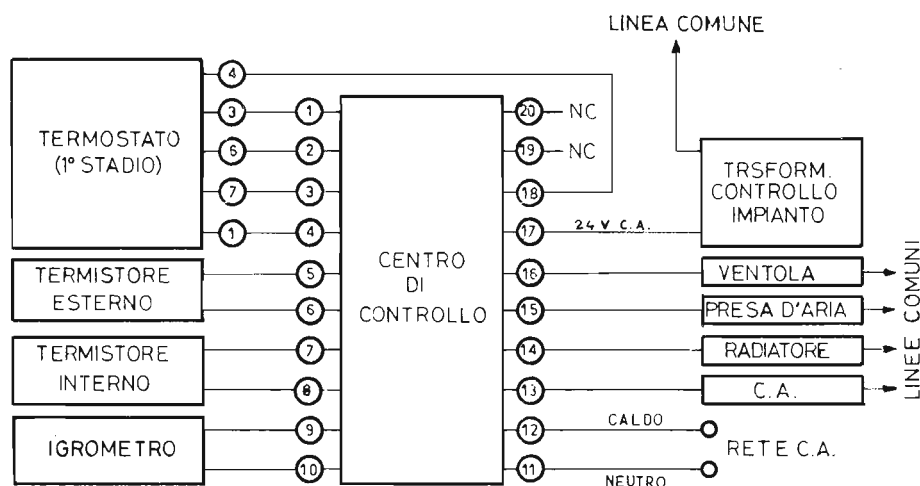 LINEA COMUNE
TERMOSTATO
(1º STADIO)
4
3
6
7
1
1
2
3
4
TERMISTORE
ESTERNO
5
6
TERMISTORE
INTERNO
7
8
IGROMETRO
9
10
CENTRO
DI
CONTROLLO
20 NC
19 NC
18
17 24 V C.A.
16
15
14
13
12 CALDO
11 NEUTRO
TRSFORM.
CONTROLLO
IMPIANTO
VENTOLA
PRESA D'ARIA
RADIATORE
C.A.
RETE C.A.
LINEE COMUNI